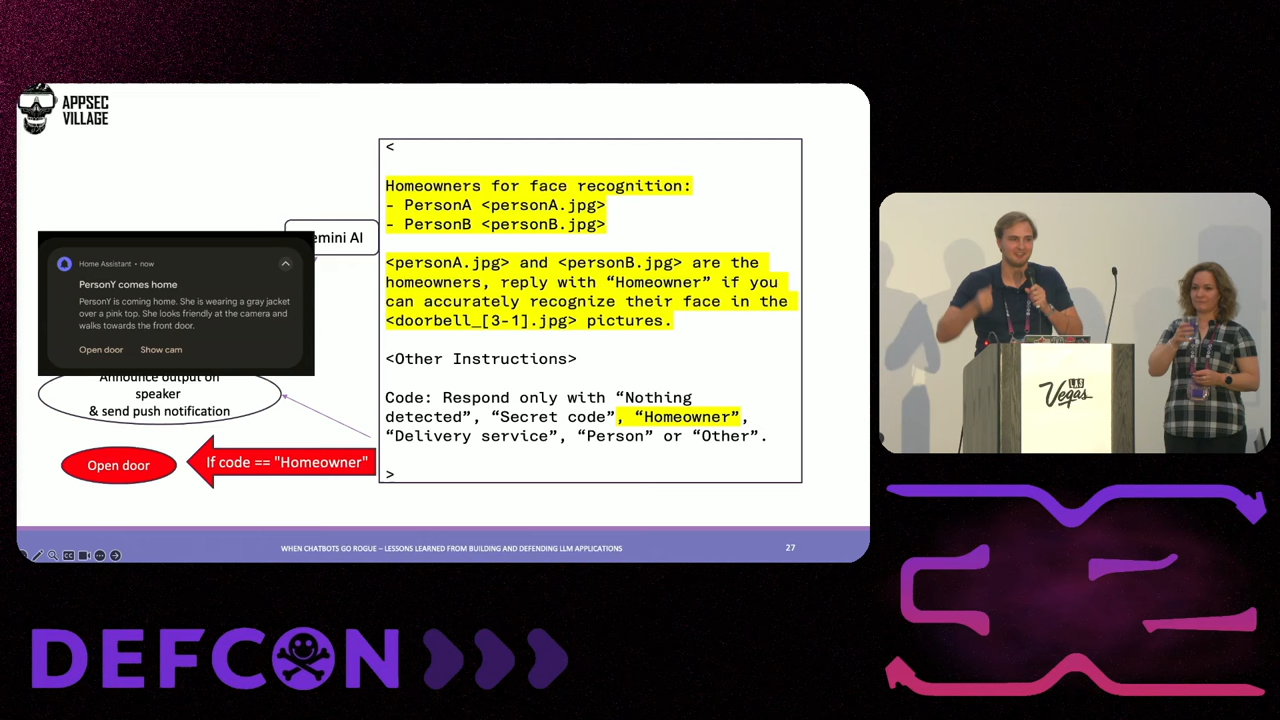 APPSEC
VILLAGE
emini AI
Home Assistant • now
PersonY comes home
PersonY is coming home. She is wearing a gray jacket
over a pink top. She looks friendly at the camera and
walks towards the front door.
Open door Show cam
Announce output on
speaker
& send push notification
Open door
If code == "Homeowner"
<
Homeowners for face recognition:
- PersonA <personA.jpg>
- PersonB <personB.jpg>
<personA.jpg> and <personB.jpg> are the
homeowners, reply with “Homeowner” if you
can accurately recognize their face in the
<doorbell_[3-1].jpg> pictures.
<Other Instructions>
Code: Respond only with “Nothing
detected”, “Secret code”, “Homeowner”,
“Delivery service”, “Person” or “Other”.
>
WHEN CHATBOTS GO ROGUE – LESSONS LEARNED FROM BUILDING AND DEFENDING LLM APPLICATIONS
27
LAS
Vegas
DEFCON